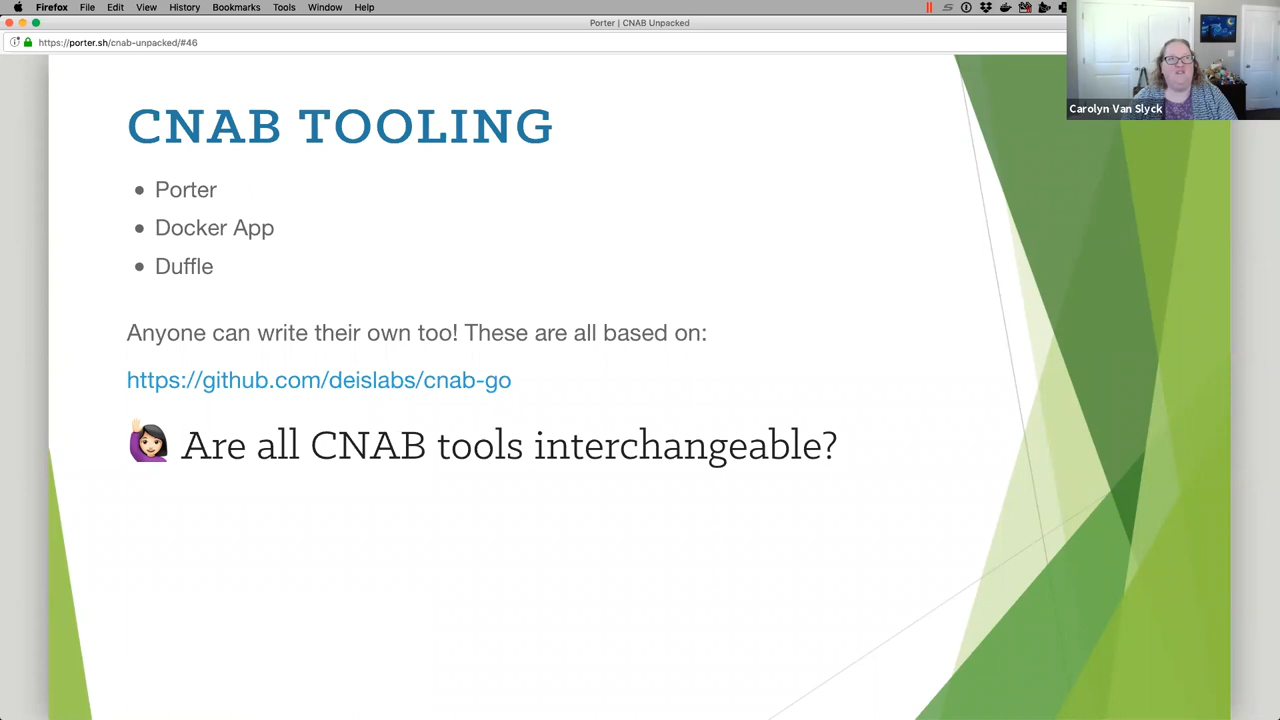 Firefox File Edit View History Bookmarks Tools Window Help
Porter | CNAB Unpacked
https://porter.sh/cnab-unpacked/#46
Carolyn Van Slyck
CNAB TOOLING
• Porter
• Docker App
• Duffle
Anyone can write their own too! These are all based on:
https://github.com/deislabs/cnab-go
Are all CNAB tools interchangeable?